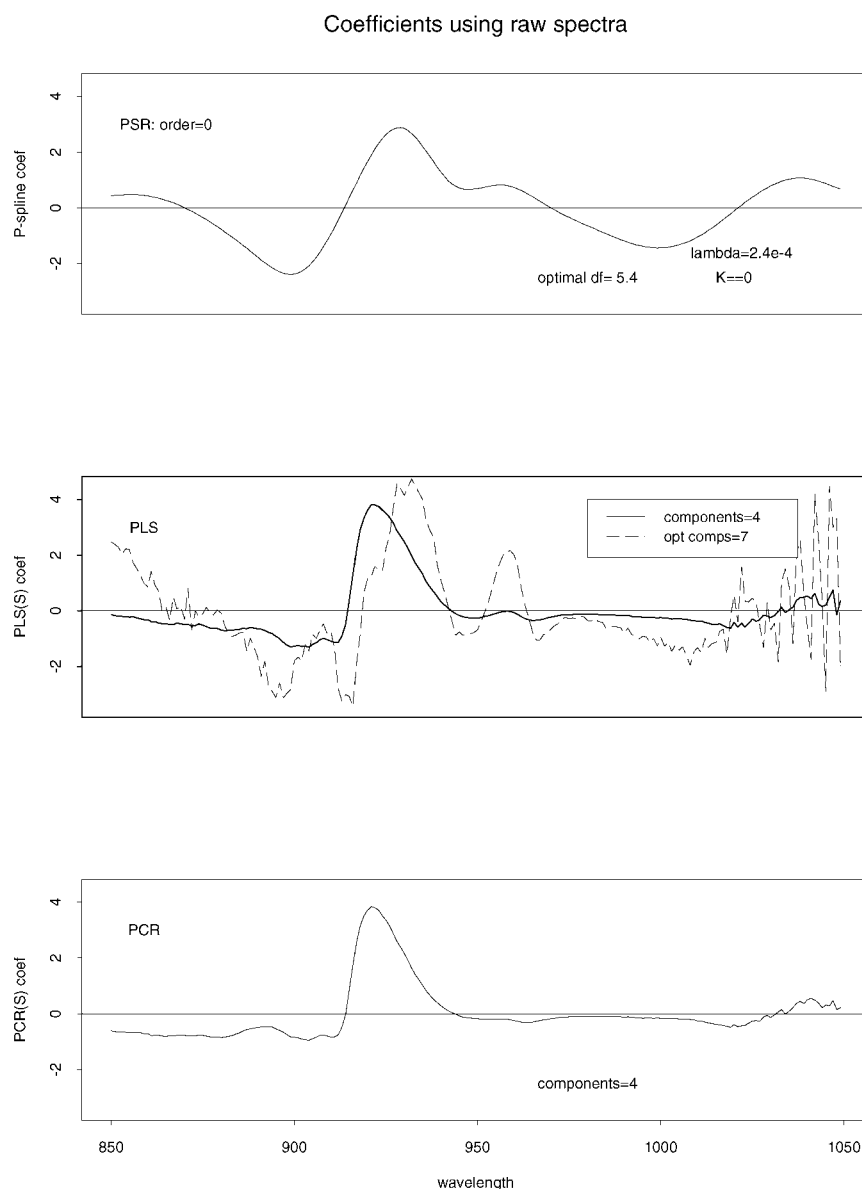 Coefficients using raw spectra
P-spline coef
4
2
0
-2
PSR: order=0
lambda=2.4e-4
optimal df= 5.4
K==0
PLS(S) coef
4
2
0
-2
PLS
components=4
opt comps=7
PCR(S) coef
4
2
0
-2
PCR
components=4
850
900
950
1000
1050
wavelength